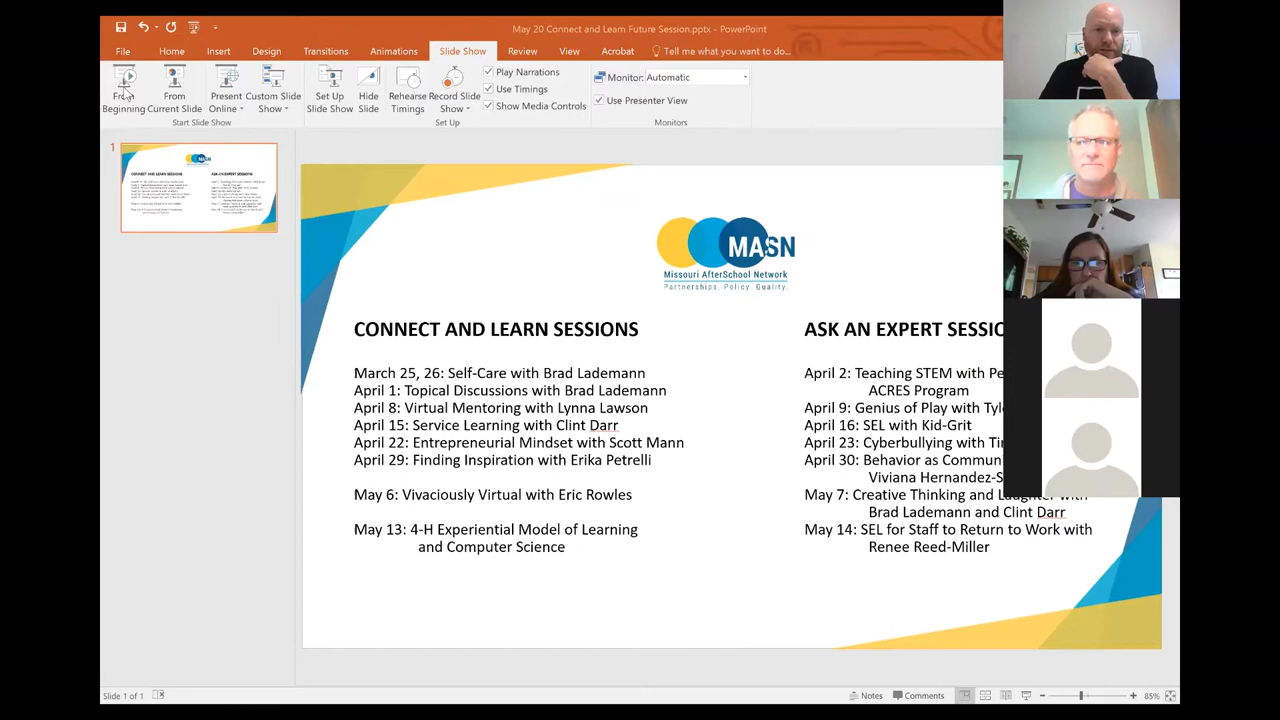 May 20 Connect and Learn Future Session.pptx - PowerPoint
File Home Insert Design Transitions Animations Slide Show Review View Acrobat Tell me what you want to do...
From Beginning
From Current Slide
Present Online
Custom Slide Show
Set Up Slide Show
Hide Slide
Rehearse Timings
Record Slide Show
Play Narrations
Use Timings
Show Media Controls
Monitor: Automatic
Use Presenter View
Start Slide Show
Set Up
Monitors
1
MASN
Missouri AfterSchool Network
Partnerships. Policy. Quality.
CONNECT AND LEARN SESSIONS
March 25, 26: Self-Care with Brad Lademann
April 1: Topical Discussions with Brad Lademann
April 8: Virtual Mentoring with Lynna Lawson
April 15: Service Learning with Clint Darr
April 22: Entrepreneurial Mindset with Scott Mann
April 29: Finding Inspiration with Erika Petrelli
May 6: Vivaciously Virtual with Eric Rowles
May 13: 4-H Experiential Model of Learning
and Computer Science
ASK AN EXPERT
April 2: Teaching STEM with
ACRES Program
April 9: Genius of Play with
April 16: SEL with Kid-Grit
April 23: Cyberbullying with
April 30: Behavior as
Viviana
May 7: Creative Thinking and Laughter with
Brad Lademann and Clint Darr
May 14: SEL for Staff to Return to Work with
Renee Reed-Miller
Slide 1 of 1
Notes Comments 85%